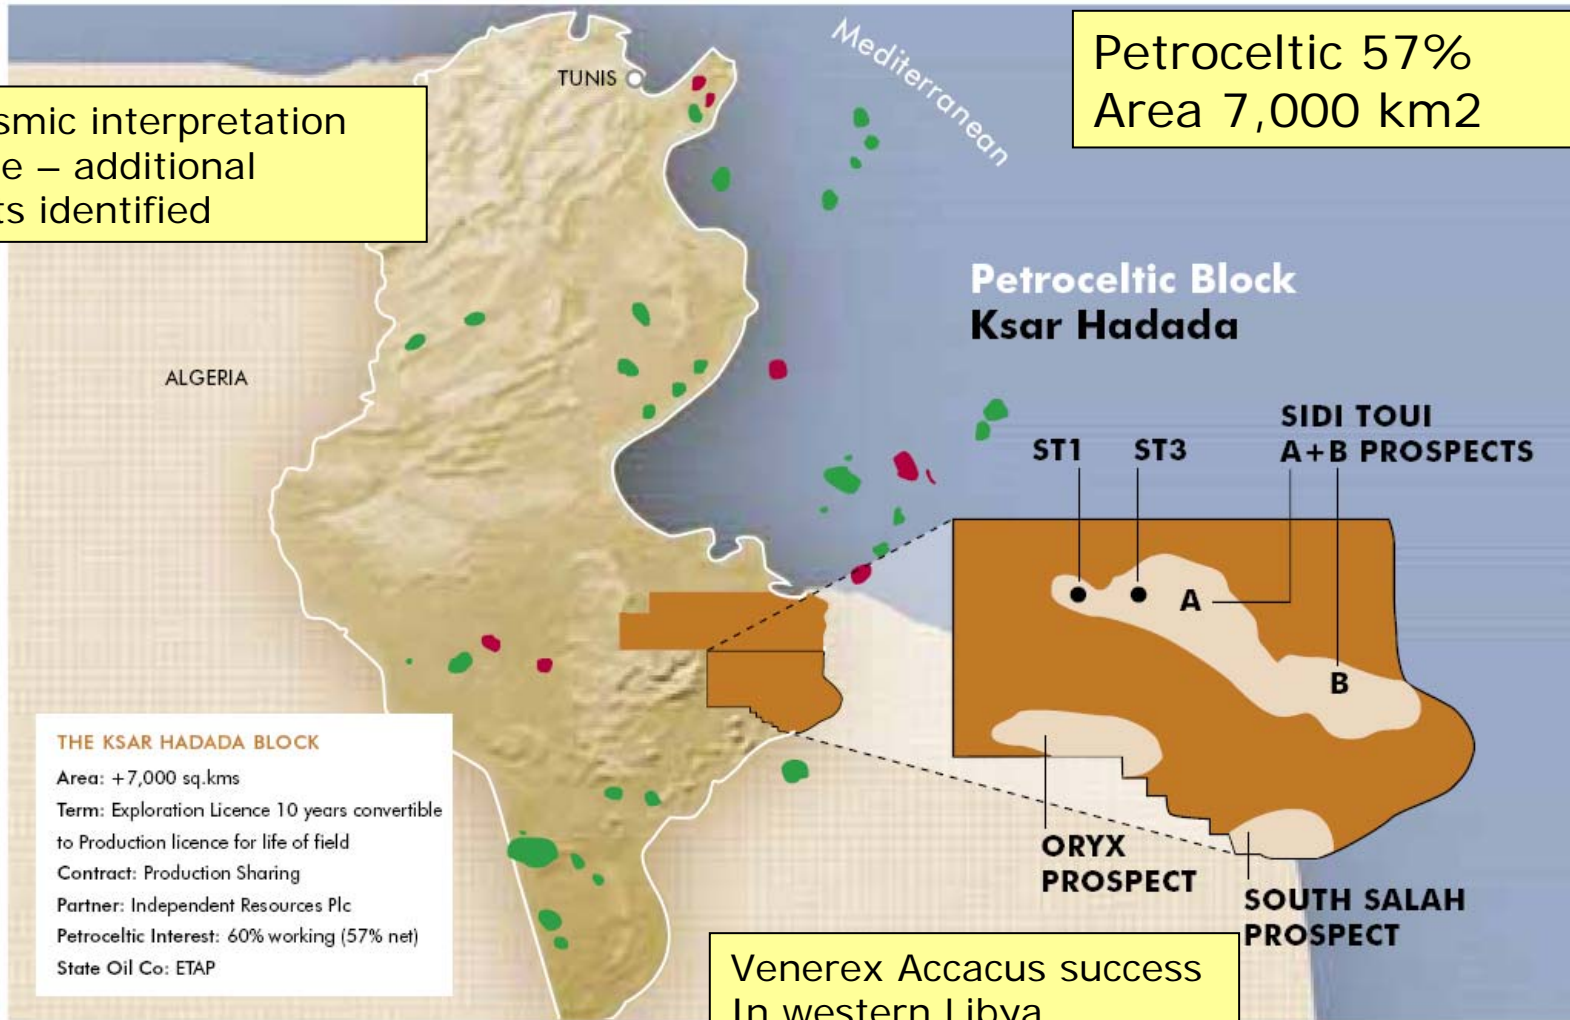 TUNIS
Mediterranean
Petroceltic 57%
Area 7,000 km2
interpretation
– additional
identified
Petroceltic Block
Ksar Hadada
ALGERIA
SIDI TOUI
A+B PROSPECTS
ST1
ST3
A
B
THE KSAR HADADA BLOCK
Area: +7,000 sq.kms
Term: Exploration Licence 10 years convertible
to Production licence for life of field
Contract: Production Sharing
Partner: Independent Resources Plc
Petroceltic Interest: 60% working (57% net)
State Oil Co: ETAP
ORYX
PROSPECT
SOUTH SALAH
PROSPECT
Venerex Accacus success
In western Libya